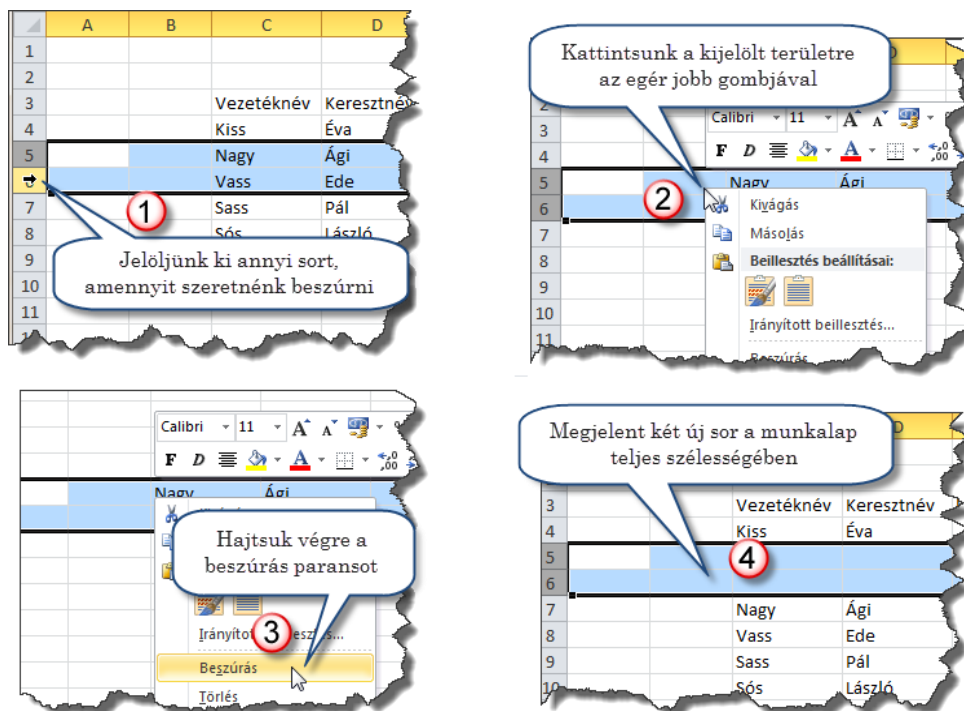 A B C D
1
2
3 Vezetéknév Keresztnév
4 Kiss Éva
5 Nagy Ági
Vass Ede
7 Sass Pál
8 Sós László
9
10
11
1
Jelöljünk ki annyi sort,
amennyit szeretnénk beszúrni
Kattintsunk a kijelölt területre
az egér jobb gombjával
2
3
4
5 Nagy Ági
6
7
8
9
10
11
Calibri 11 A A
F D A ,00
2
Kivágás
Másolás
Beillesztés beállításai:
Irányított beillesztés...
Beszúrás
Calibri 11 A A
F D A ,00
Nagy Ági
Hajtsuk végre a
beszúrás paransot
3
Beszúrás
Törlés
Megjelent két új sor a munkalap
teljes szélességében
D
3 Vezetéknév Keresztnév
4 Kiss Éva
5
4
6
7 Nagy Ági
8 Vass Ede
9 Sass Pál
10 Sós László